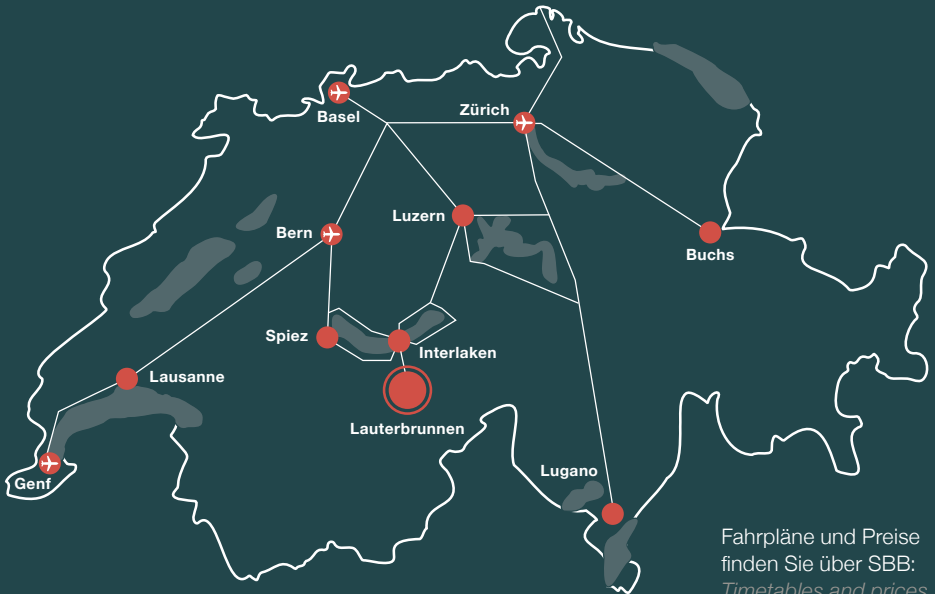 Basel
Zürich
Luzern
Bern
Buchs
Spiez
Interlaken
Lausanne
Lauterbrunnen
Lugano
Genf
Fahrpläne und Preise
finden Sie über SBB:
Timetables and prices